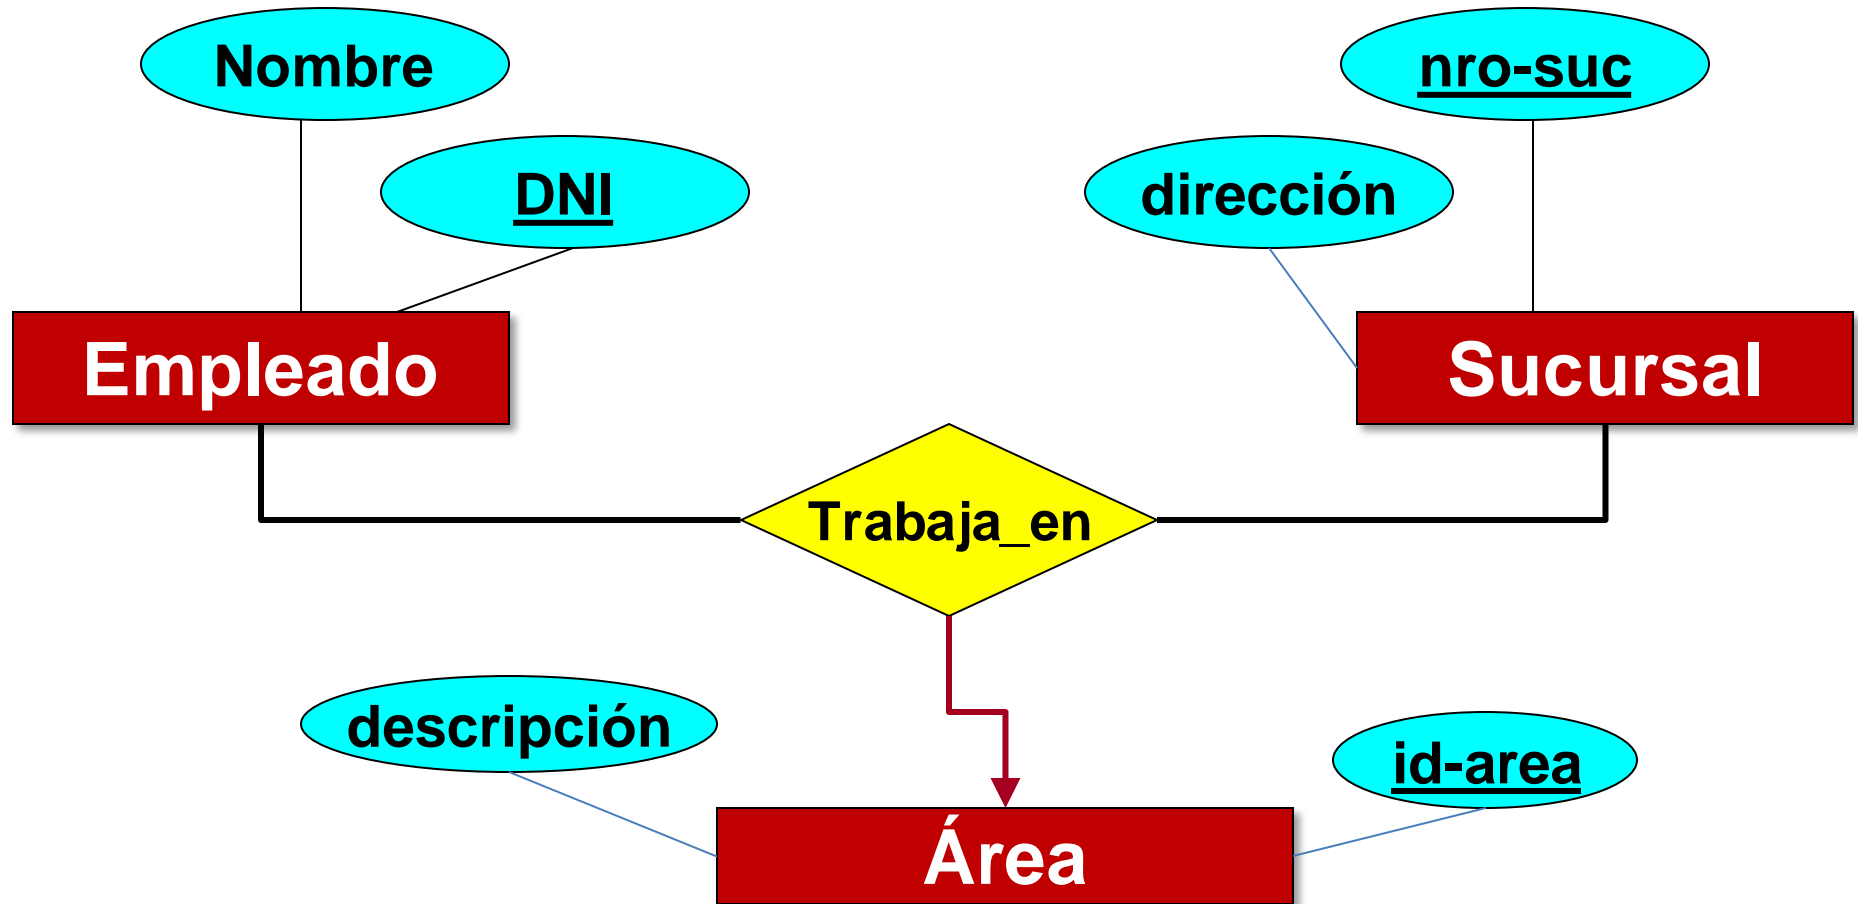 Nombre
nro-suc
DNI
dirección
Empleado
Sucursal
Trabaja_en
descripción
id-area
Área